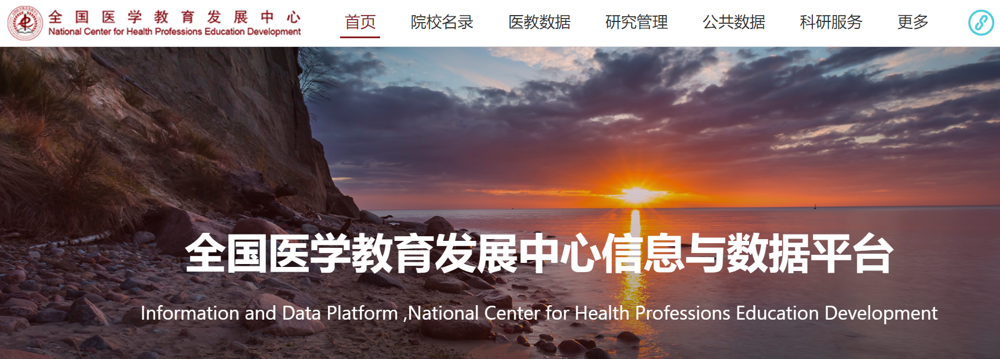 全国医学教育发展中心
National Center for Health Professions Education Development
首页 院校名录 医教数据 研究管理 公共数据 科研服务 更多
全国医学教育发展中心信息与数据平台
Information and Data Platform ,National Center for Health Professions Education Development